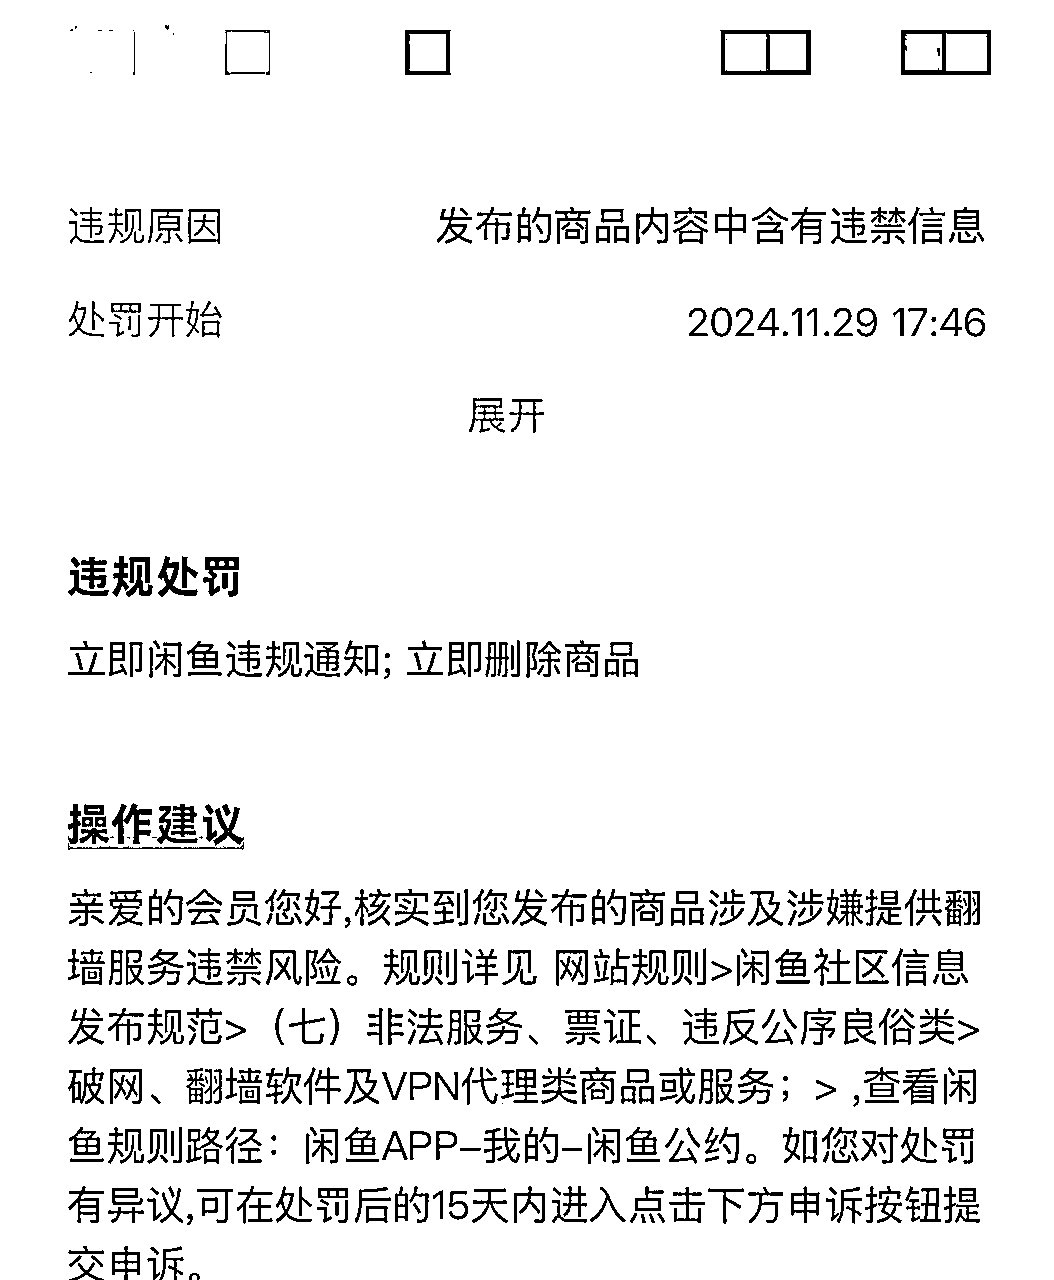 违规原因 发布的商品内容中含有违禁信息
处罚开始 2024.11.29 17:46
展开
违规处罚
立即闲鱼违规通知; 立即删除商品
操作建议
亲爱的会员您好,核实到您发布的商品涉及涉嫌提供翻
墙服务违禁风险。规则详见 网站规则>闲鱼社区信息
发布规范>（七）非法服务、票证、违反公序良俗类>
破网、翻墙软件及VPN代理类商品或服务；> ,查看闲
鱼规则路径：闲鱼APP–我的–闲鱼公约。如您对处罚
有异议,可在处罚后的15天内进入点击下方申诉按钮提
交申诉。